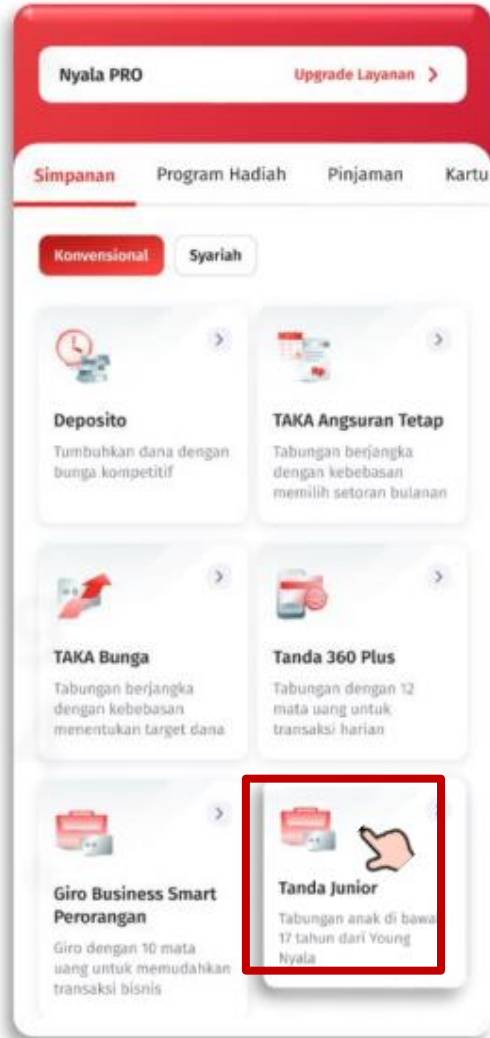 Nyala PRO Upgrade Layanan
Simpanan Program Hadiah Pinjaman Kartu
Konvensional Syariah
Deposito
Tumbuhkan dana dengan
bunga kompetitif
TAKA Angsuran Tetap
Tabungan berjangka
dengan kebebasan
memilih setoran bulanan
TAKA Bunga
Tabungan berjangka
dengan kebebasan
menentukan target dana
Tanda 360 Plus
Tabungan dengan 12
mata uang untuk
transaksi harian
Giro Business Smart
Perorangan
Giro dengan 10 mata
uang untuk memudahkan
transaksi bisnis
Tanda Junior
Tabungan anak di bawa
17 tahun dari Young
Nyala